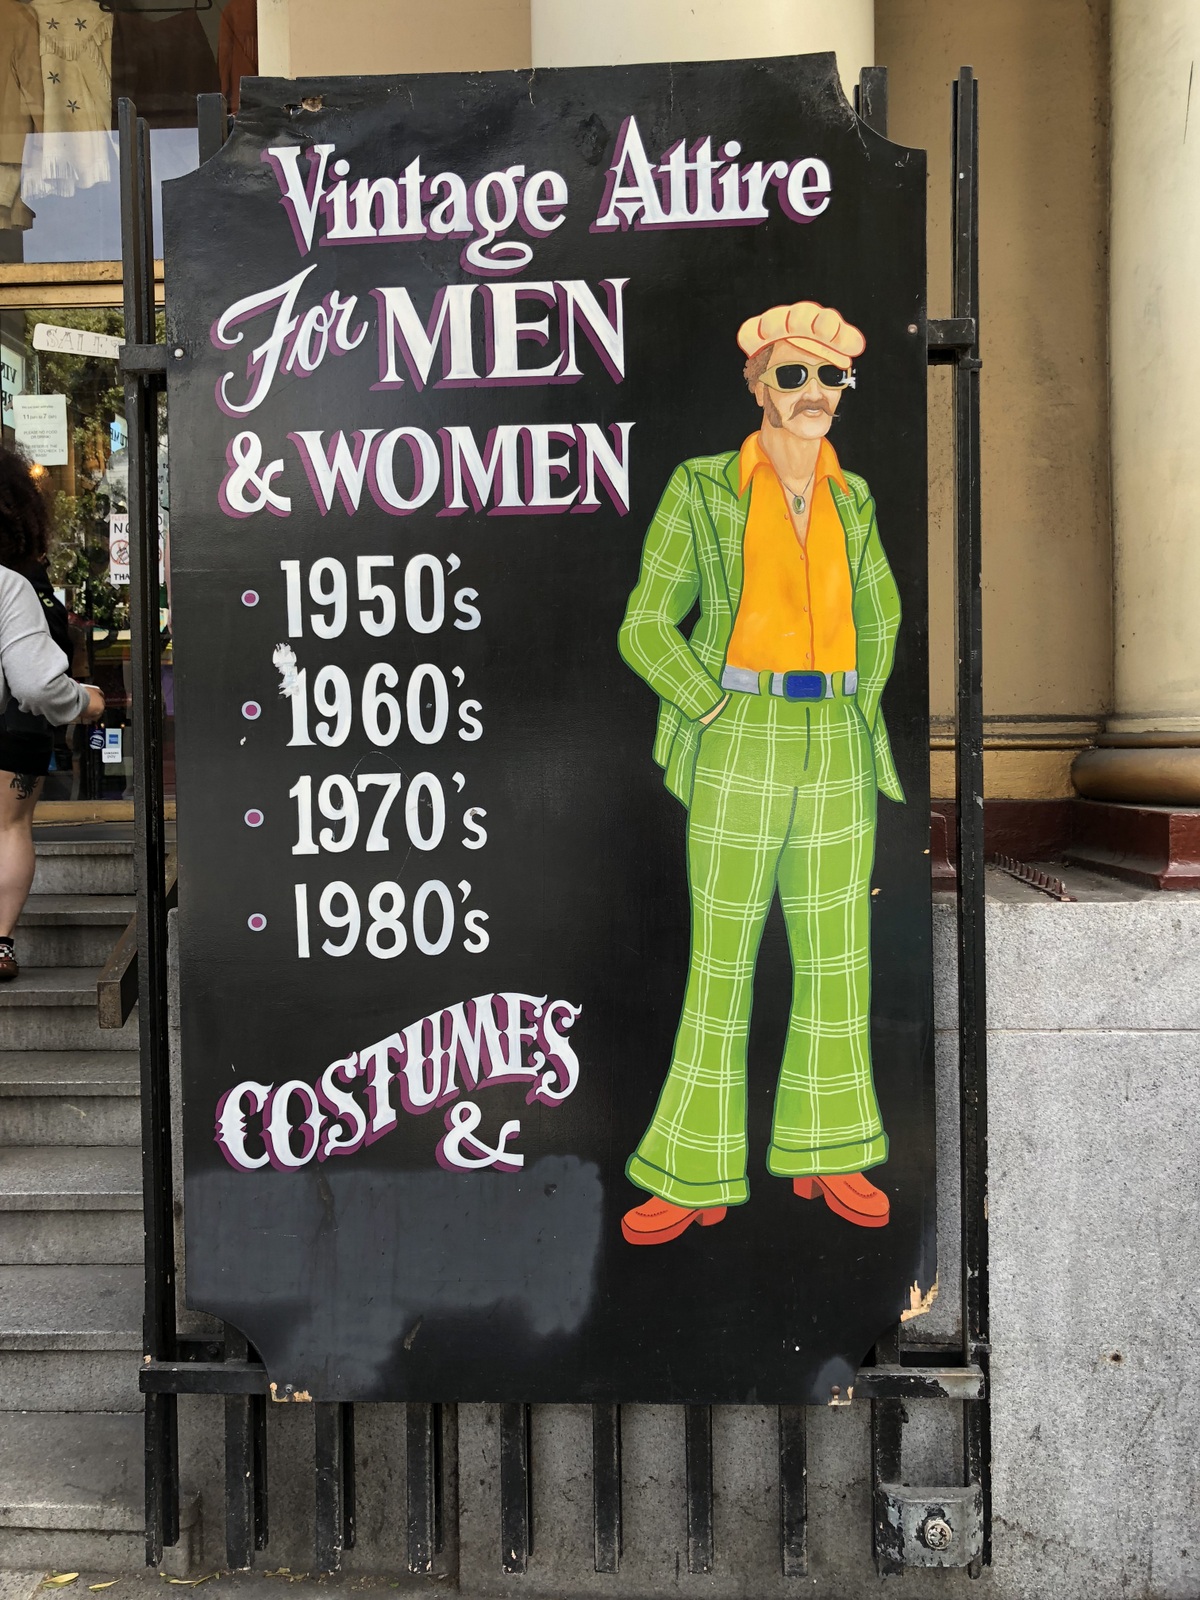 Vintage Attire
For MEN
& WOMEN
1950's
1960's
1970's
1980's
COSTUMES
&